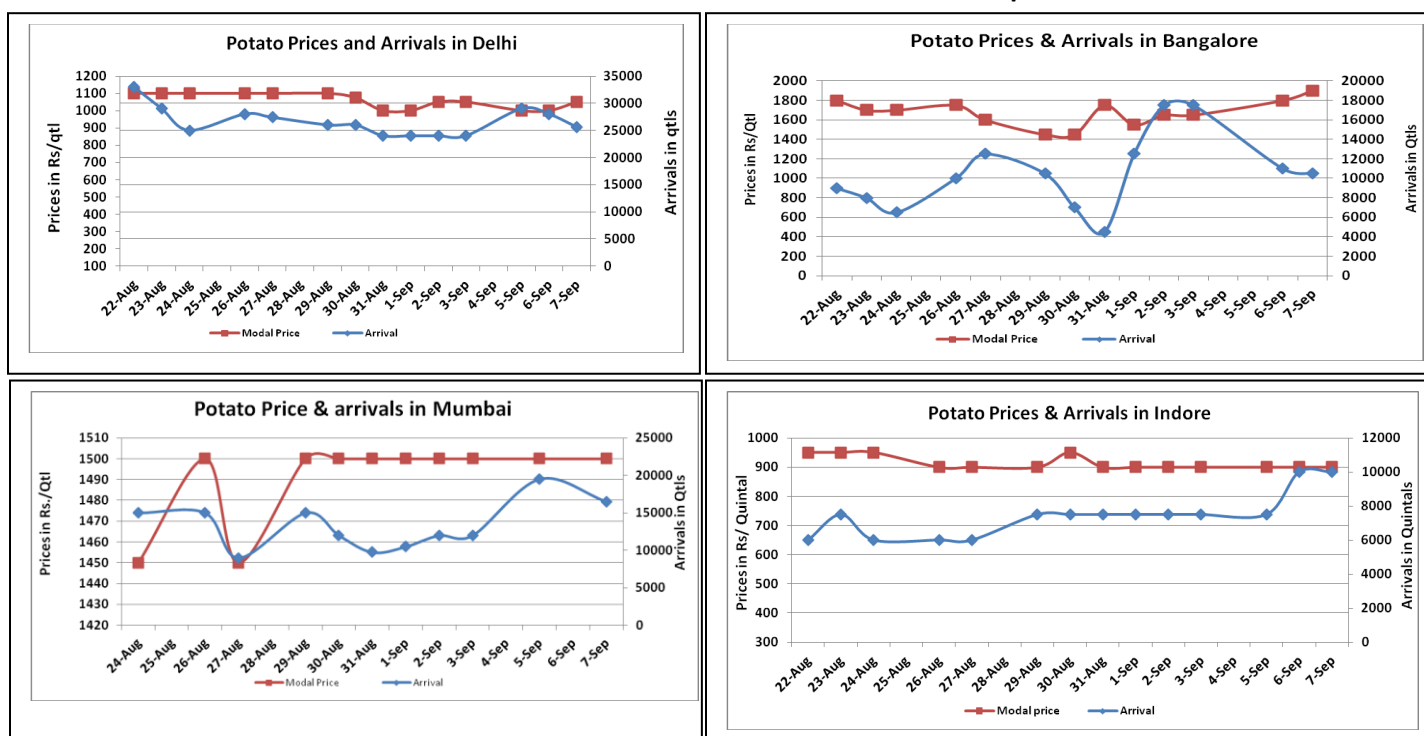 Potato Prices and Arrivals in Delhi
Prices in Rs/Qtl
1200
1100
1000
900
800
700
600
500
400
300
200
100
35000
30000
25000
20000
15000
10000
5000
0
Arrivals in qtls
22-Aug
23-Aug
24-Aug
25-Aug
26-Aug
27-Aug
28-Aug
29-Aug
30-Aug
31-Aug
1-Sep
2-Sep
3-Sep
4-Sep
5-Sep
6-Sep
7-Sep
Modal Price Arrival
Potato Prices & Arrivals in Bangalore
Prices in Rs/Qtl
2000
1800
1600
1400
1200
1000
800
600
400
200
0
20000
18000
16000
14000
12000
10000
8000
6000
4000
2000
0
Arrivals in Qtls
22-Aug
23-Aug
24-Aug
25-Aug
26-Aug
27-Aug
28-Aug
29-Aug
30-Aug
31-Aug
1-Sep
2-Sep
3-Sep
4-Sep
5-Sep
6-Sep
7-Sep
Modal Price Arrival
Potato Price & arrivals in Mumbai
Prices in Rs./Qtl
1510
1500
1490
1480
1470
1460
1450
1440
1430
1420
25000
20000
15000
10000
5000
0
Arrivals in Qtls
24-Aug
25-Aug
26-Aug
27-Aug
28-Aug
29-Aug
30-Aug
31-Aug
1-Sep
2-Sep
3-Sep
4-Sep
5-Sep
6-Sep
7-Sep
Modal Price Arrival
Potato Prices & Arrivals in Indore
Prices in Rs/ Quintal
1000
900
800
700
600
500
400
300
12000
10000
8000
6000
4000
2000
0
Arrivals in Quintals
22-Aug
23-Aug
24-Aug
25-Aug
26-Aug
27-Aug
28-Aug
29-Aug
30-Aug
31-Aug
1-Sep
2-Sep
3-Sep
4-Sep
5-Sep
6-Sep
7-Sep
Modal price Arrival